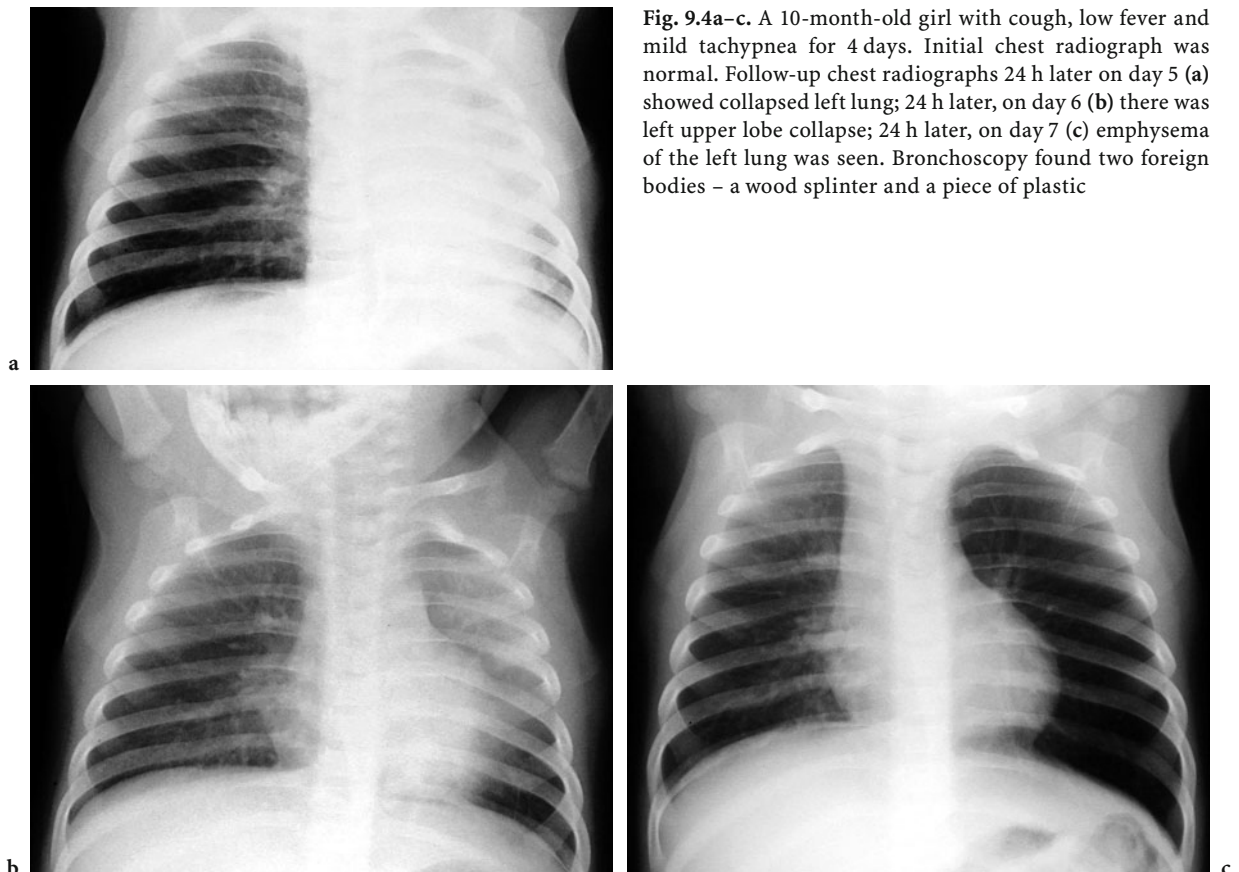 Fig. 9.4a–c. A 10-month-old girl with cough, low fever and
mild tachypnea for 4 days. Initial chest radiograph was
normal. Follow-up chest radiographs 24 h later on day 5 (a)
showed collapsed left lung; 24 h later, on day 6 (b) there was
left upper lobe collapse; 24 h later, on day 7 (c) emphysema
of the left lung was seen. Bronchoscopy found two foreign
bodies – a wood splinter and a piece of plastic
a
b
c